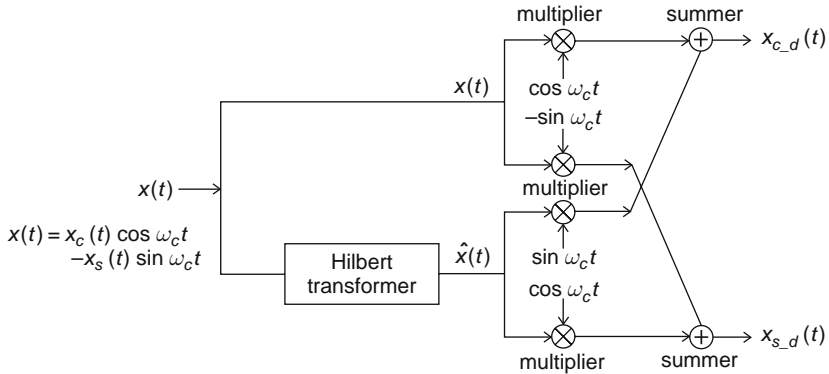 multiplier
summer
x_{c_d}(t)
x(t)
cos ω_c t
–sin ω_c t
x(t)
multiplier
x(t) = x_c(t) cos ω_c t
-x_s(t) sin ω_c t
Hilbert
transformer
x̂(t)
sin ω_c t
cos ω_c t
multiplier
summer
x_{s_d}(t)